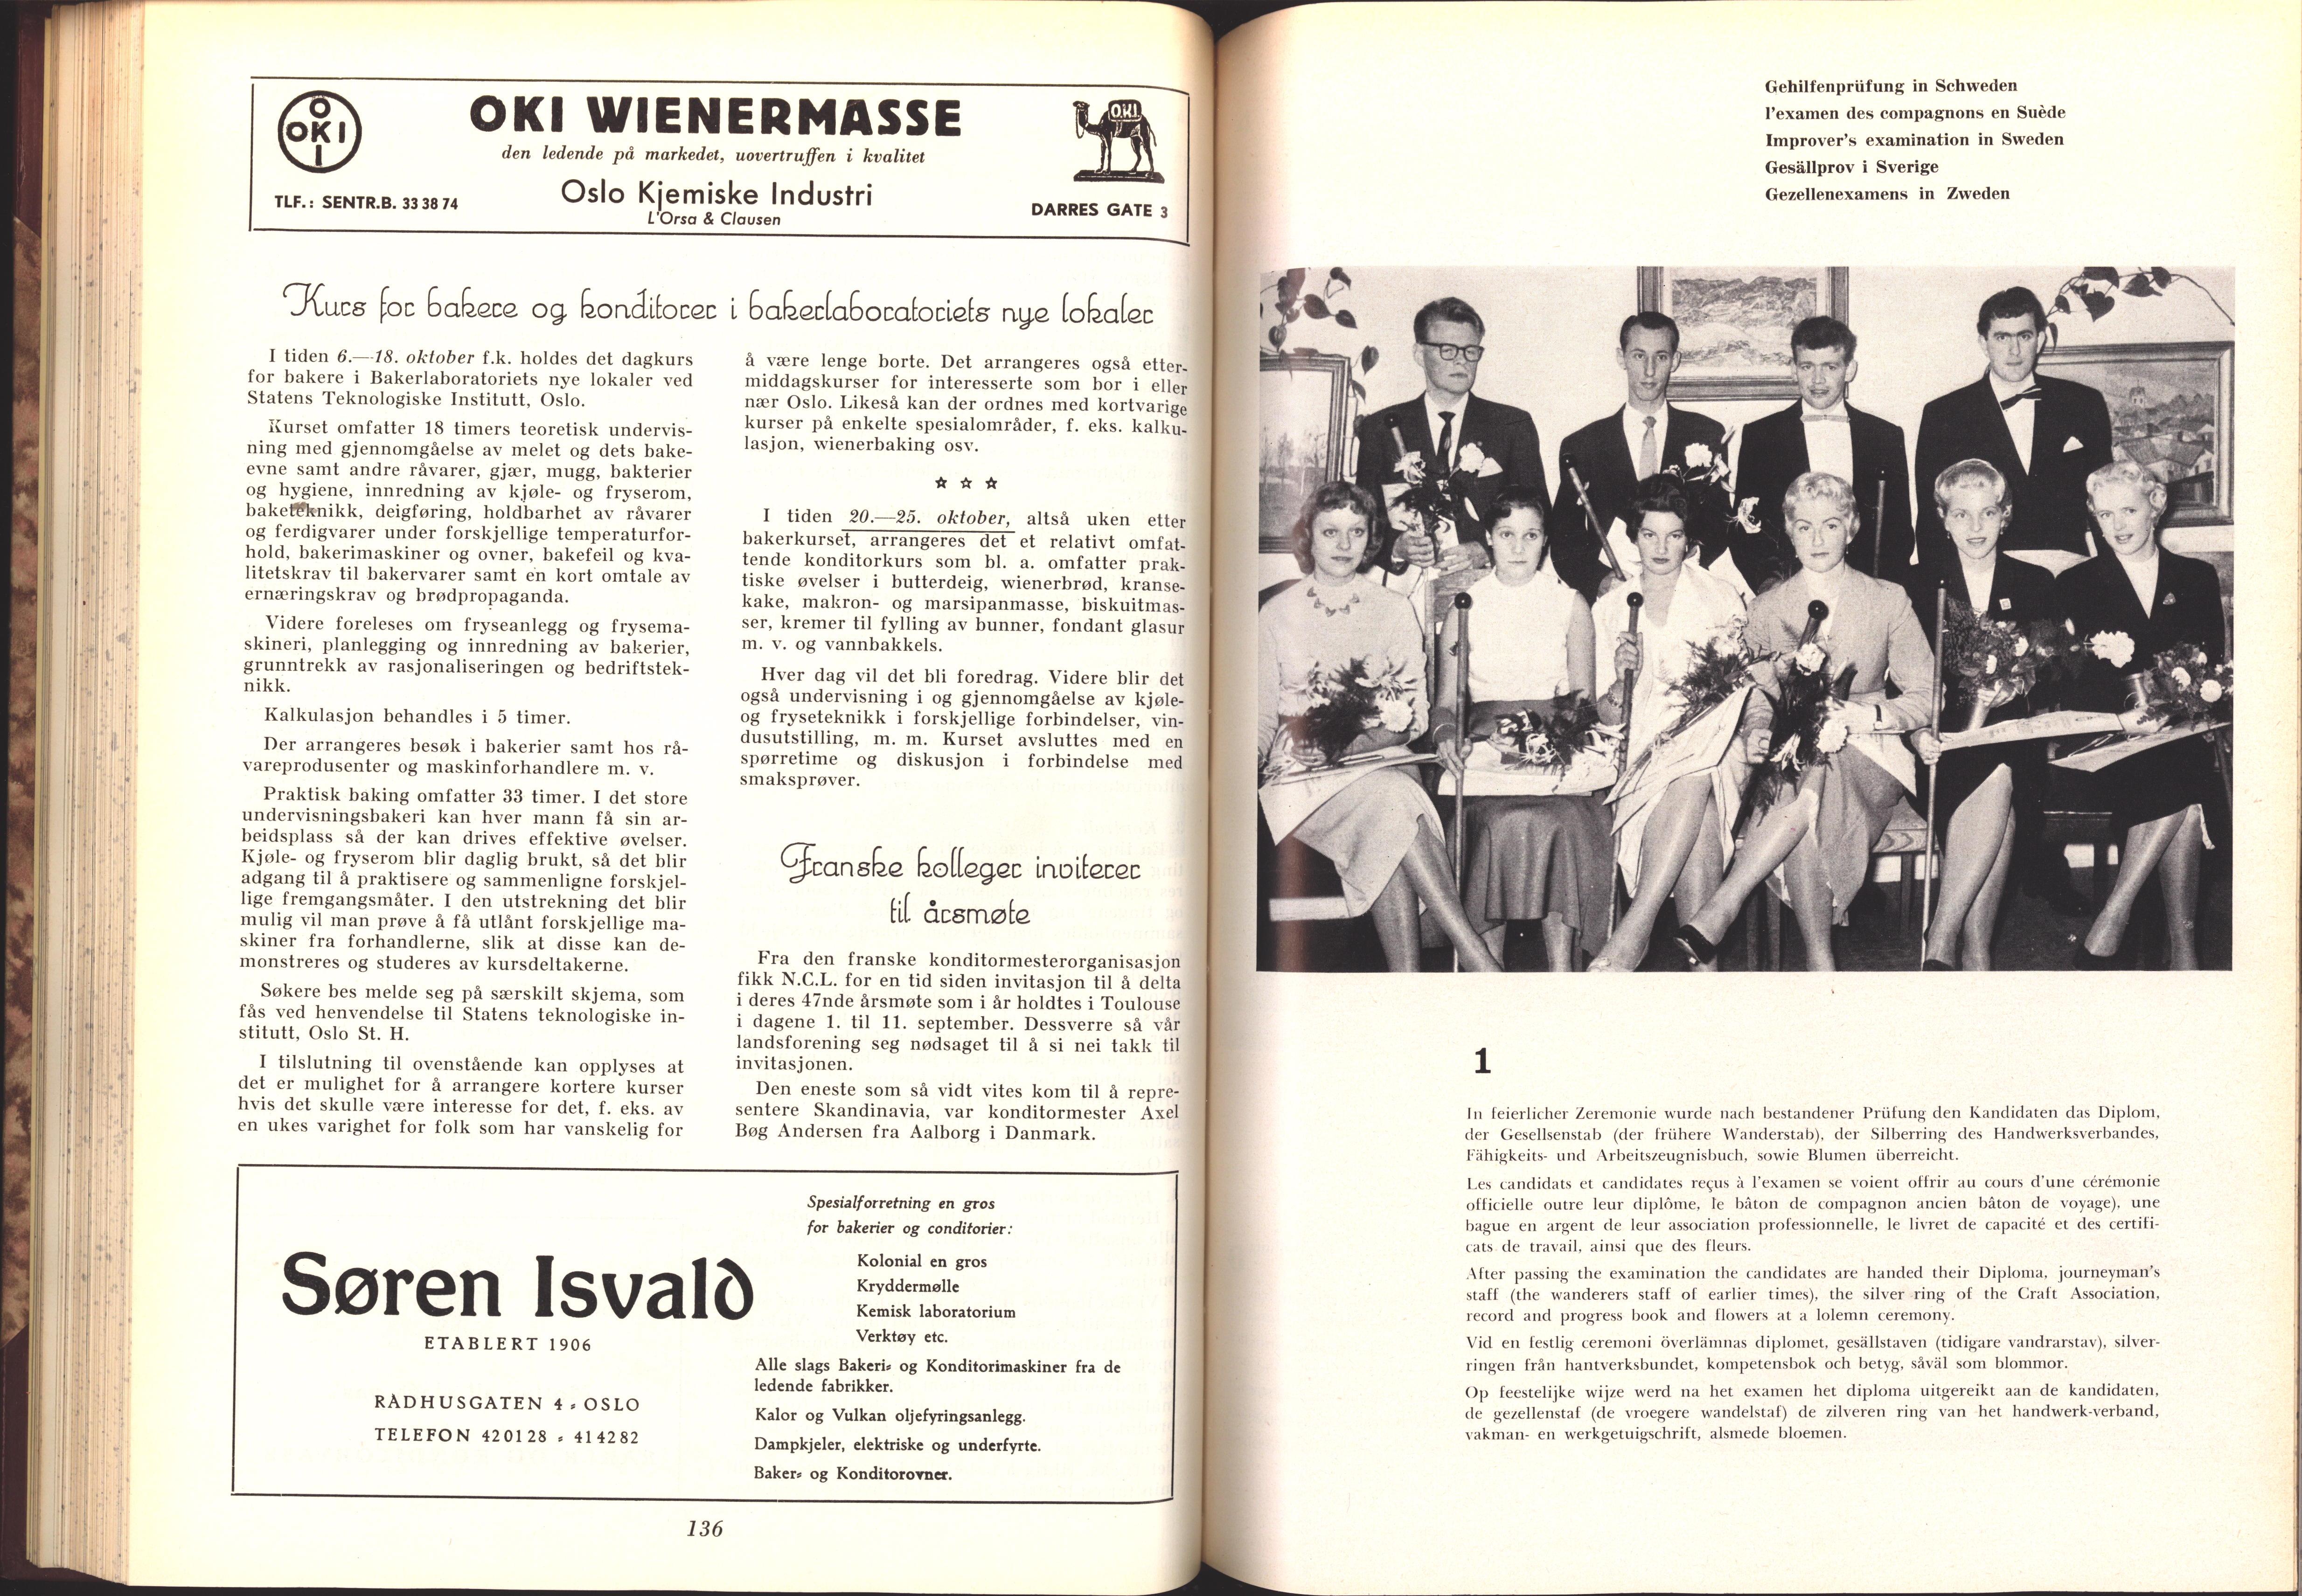 O
OKI
I
OKI WIENERMASSE
den ledende på markedet, uovertruffen i kvalitet
OKI
TLF.: SENTR.B. 33 38 74
Oslo Kjemiske Industri
L'Orsa & Clausen
DARRES GATE 3
Kurs for bakere og konditorer i bakerlaboratoriets nye lokaler
I tiden 6.—18. oktober f.k. holdes det dagkurs
for bakere i Bakerlaboratoriets nye lokaler ved
Statens Teknologiske Institutt, Oslo.
Kurset omfatter 18 timers teoretisk undervis-
ning med gjennomgåelse av melet og dets bake-
evne samt andre råvarer, gjær, mugg, bakterier
og hygiene, innredning av kjøle- og fryserom,
baketeknikk, deigføring, holdbarhet av råvarer
og ferdigvarer under forskjellige temperaturfor-
hold, bakerimaskiner og ovner, bakefeil og kva-
litetskrav til bakervarer samt en kort omtale av
ernæringskrav og brødpropaganda.
Videre foreleses om fryseanlegg og frysema-
skineri, planlegging og innredning av bakerier,
grunntrekk av rasjonaliseringen og bedriftstek-
nikk.
Kalkulasjon behandles i 5 timer.
Der arrangeres besøk i bakerier samt hos rå-
vareprodusenter og maskinforhandlere m. v.
Praktisk baking omfatter 33 timer. I det store
undervisningsbakeri kan hver mann få sin ar-
beidsplass så der kan drives effektive øvelser.
Kjøle- og fryserom blir daglig brukt, så det blir
adgang til å praktisere og sammenligne forskjel-
lige fremgangsmåter. I den utstrekning det blir
mulig vil man prøve å få utlånt forskjellige ma-
skiner fra forhandlerne, slik at disse kan de-
monstreres og studeres av kursdeltakerne.
Søkere bes melde seg på særskilt skjema, som
fås ved henvendelse til Statens teknologiske in-
stitutt, Oslo St. H.
I tilslutning til ovenstående kan opplyses at
det er mulighet for å arrangere kortere kurser
hvis det skulle være interesse for det, f. eks. av
en ukes varighet for folk som har vanskelig for
å være lenge borte. Det arrangeres også etter-
middagskurser for interesserte som bor i eller
nær Oslo. Likeså kan der ordnes med kortvarige
kurser på enkelte spesialområder, f. eks. kalku-
lasjon, wienerbaking osv.
☆ ☆ ☆
I tiden 20.—25. oktober, altså uken etter
bakerkurset, arrangeres det et relativt omfat-
tende konditorkurs som bl. a. omfatter prak-
tiske øvelser i butterdeig, wienerbrød, kranse-
kake, makron- og marsipanmasse, biskuitmas-
ser, kremer til fylling av bunner, fondant glasur
m. v. og vannbakkels.
Hver dag vil det bli foredrag. Videre blir det
også undervisning i og gjennomgåelse av kjøle-
og fryseteknikk i forskjellige forbindelser, vin-
dusutstilling, m. m. Kurset avsluttes med en
spørretime og diskusjon i forbindelse med
smaksprøver.
Franske kolleger inviterer
til årsmøte
Fra den franske konditormesterorganisasjon
fikk N.C.L. for en tid siden invitasjon til å delta
i deres 47nde årsmøte som i år holdtes i Toulouse
i dagene 1. til 11. september. Dessverre så vår
landsforening seg nødsaget til å si nei takk til
invitasjonen.
Den eneste som så vidt vites kom til å repre-
sentere Skandinavia, var konditormester Axel
Bøg Andersen fra Aalborg i Danmark.
Søren Isvald
ETABLERT 1906
RÅDHUSGATEN 4 - OSLO
TELEFON 420128 - 414282
Spesialforretning en gros
for bakerier og conditorier:
Kolonial en gros
Kryddermølle
Kemisk laboratorium
Verktøy etc.
Alle slags Bakeri- og Konditorimaskiner fra de
ledende fabrikker.
Kalor og Vulkan oljefyringsanlegg.
Dampkjeler, elektriske og underfyrte.
Baker- og Konditorovner.
136
Gehilfenprüfung in Schweden
l'examen des compagnons en Suède
Improver's examination in Sweden
Gesällprov i Sverige
Gezellenexamens in Zweden
1
In feierlicher Zeremonie wurde nach bestandener Prüfung den Kandidaten das Diplom,
der Gesellsenstab (der frühere Wanderstab), der Silberring des Handwerksverbandes,
Fähigkeits- und Arbeitszeugnisbuch, sowie Blumen überreicht.
Les candidats et candidates reçus à l'examen se voient offrir au cours d'une cérémonie
officielle outre leur diplôme, le bâton de compagnon ancien bâton de voyage), une
bague en argent de leur association professionnelle, le livret de capacité et des certifi-
cats de travail, ainsi que des fleurs.
After passing the examination the candidates are handed their Diploma, journeyman's
staff (the wanderers staff of earlier times), the silver ring of the Craft Association,
record and progress book and flowers at a lolemn ceremony.
Vid en festlig ceremoni överlämnas diplomet, gesällstaven (tidigare vandrarstav), silver-
ringen från hantverksbundet, kompetensbok och betyg, såväl som blommor.
Op feestelijke wijze werd na het examen het diploma uitgereikt aan de kandidaten,
de gezellenstaf (de vroegere wandelstaf) de zilveren ring van het handwerk-verband,
vakman- en werkgetuigschrift, alsmede bloemen.